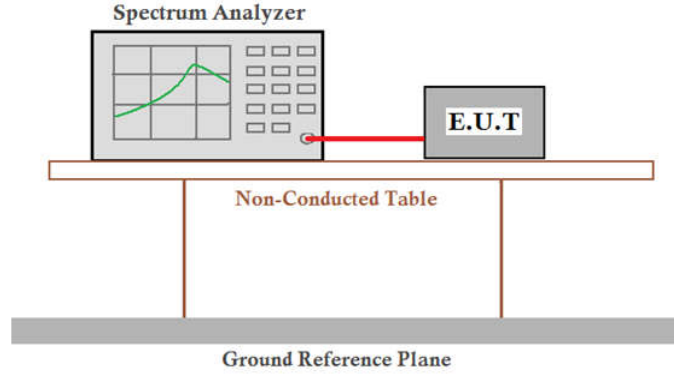 Spectrum Analyzer
E.U.T
Non-Conducted Table
Ground Reference Plane